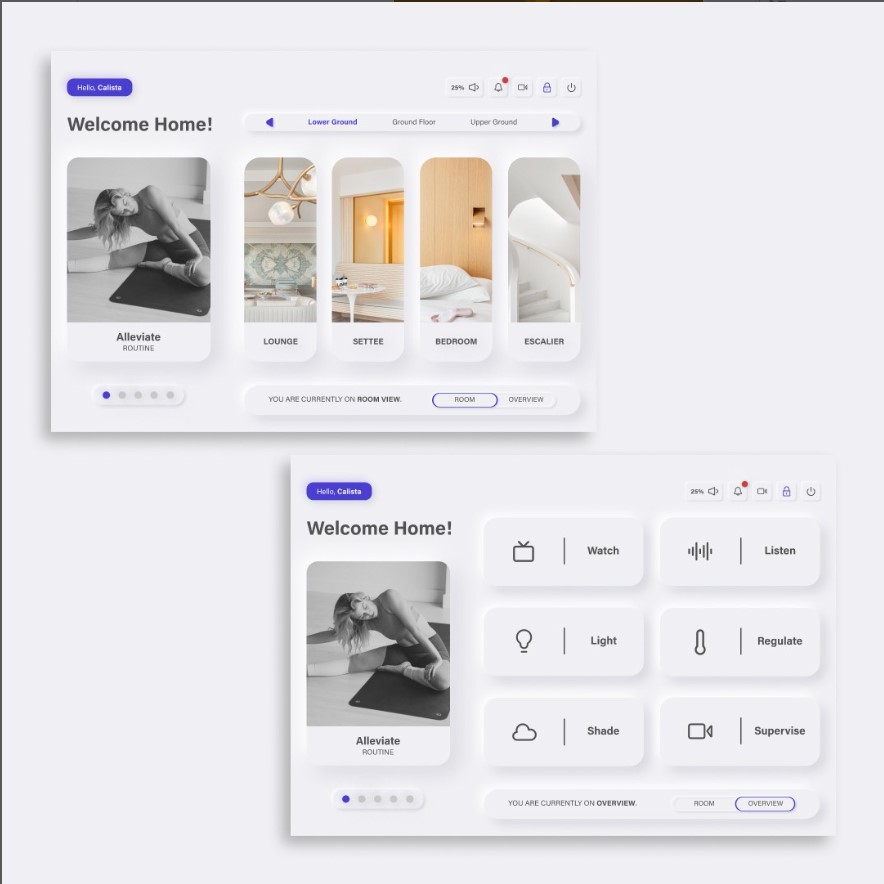 Hello, Calista
25%
Welcome Home!
Lower Ground
Ground Floor
Upper Ground
Alleviate
ROUTINE
LOUNGE
SETTEE
BEDROOM
ESCALIER
YOU ARE CURRENTLY ON ROOM VIEW.
ROOM
OVERVIEW
Hello, Calista
25%
Welcome Home!
Watch
Listen
Light
Regulate
Shade
Supervise
Alleviate
ROUTINE
YOU ARE CURRENTLY ON OVERVIEW.
ROOM
OVERVIEW